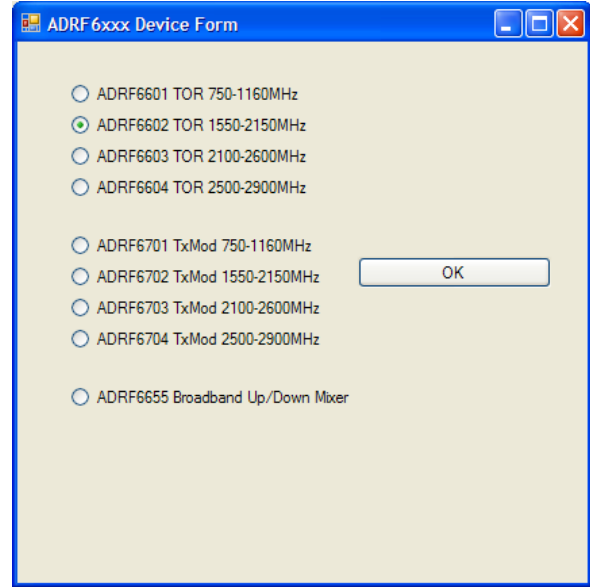 ADRF6xxx Device Form
ADRF6601 TOR 750-1160MHz
ADRF6602 TOR 1550-2150MHz
ADRF6603 TOR 2100-2600MHz
ADRF6604 TOR 2500-2900MHz
ADRF6701 TxMod 750-1160MHz
ADRF6702 TxMod 1550-2150MHz
OK
ADRF6703 TxMod 2100-2600MHz
ADRF6704 TxMod 2500-2900MHz
ADRF6655 Broadband Up/Down Mixer